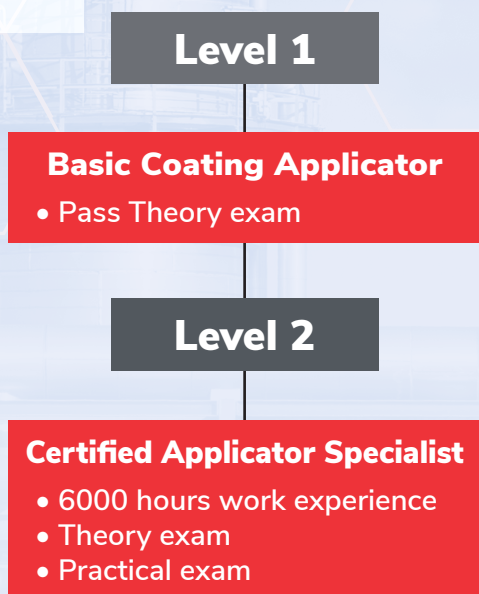 Level 1
Basic Coating Applicator
• Pass Theory exam
Level 2
Certified Applicator Specialist
• 6000 hours work experience
• Theory exam
• Practical exam